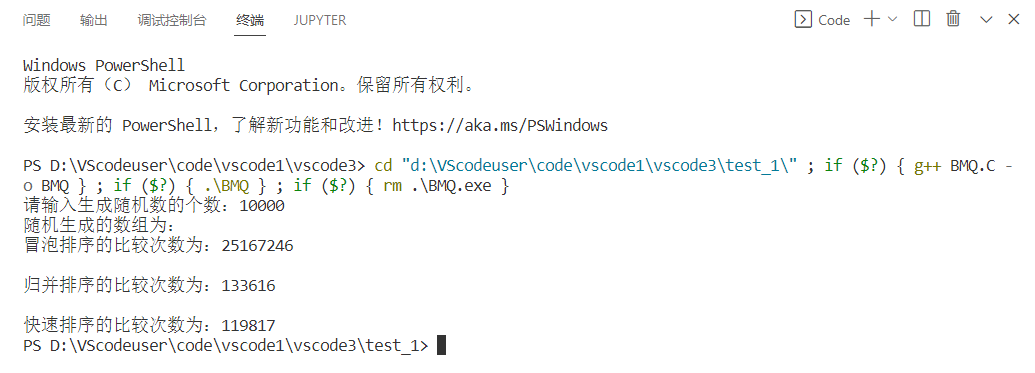 问题 输出 调试控制台 终端 JUPYTER Code
Windows PowerShell
版权所有（C） Microsoft Corporation。保留所有权利。
安装最新的 PowerShell，了解新功能和改进！https://aka.ms/PSWindows
PS D:\VScodeuser\code\vscode1\vscode3> cd "d:\VScodeuser\code\vscode1\vscode3\test_1\" ; if ($?) { g++ BMQ.C -
o BMQ } ; if ($?) { .\BMQ } ; if ($?) { rm .\BMQ.exe }
请输入生成随机数的个数：10000
随机生成的数组为：
冒泡排序的比较次数为：25167246
归并排序的比较次数为：133616
快速排序的比较次数为：119817
PS D:\VScodeuser\code\vscode1\vscode3\test_1>